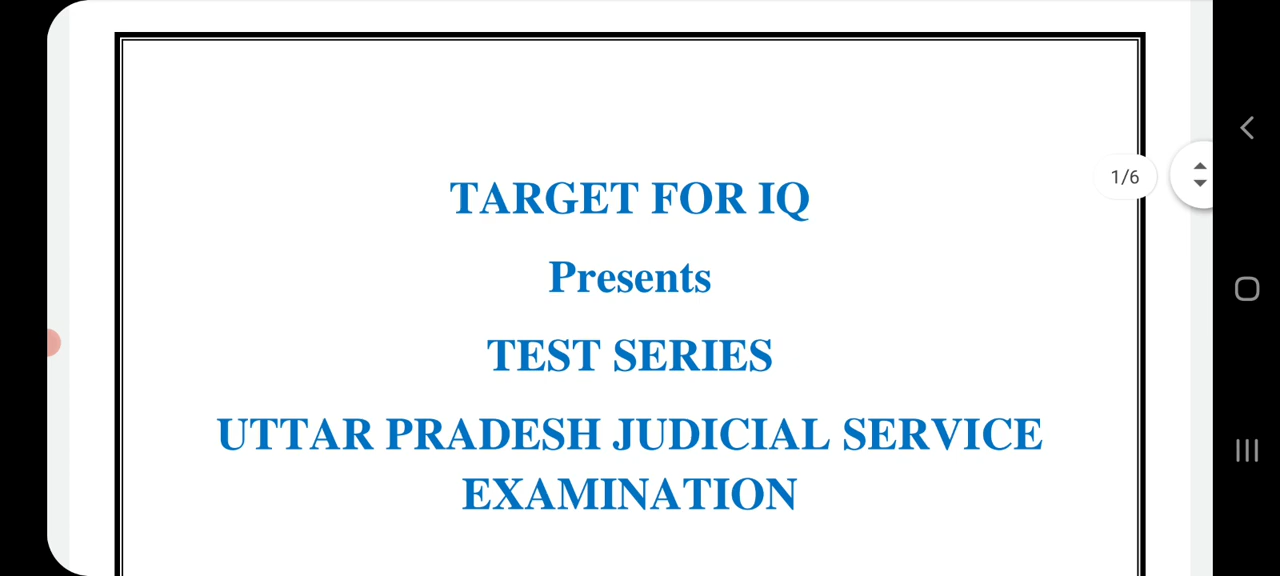 TARGET FOR IQ
1/6
Presents
TEST SERIES
UTTAR PRADESH JUDICIAL SERVICE
EXAMINATION